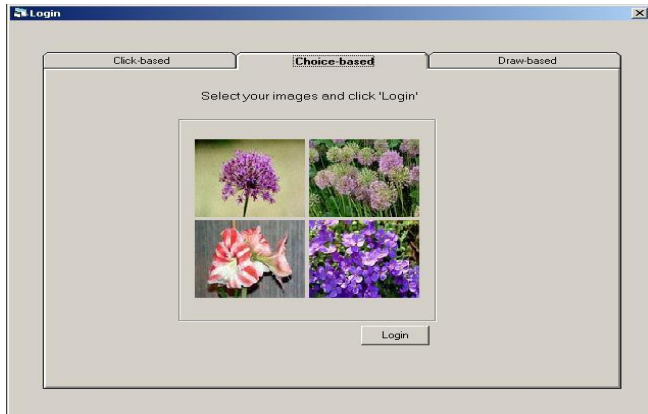 Login
Click-based
Choice-based
Draw-based
Select your images and click 'Login'
Login